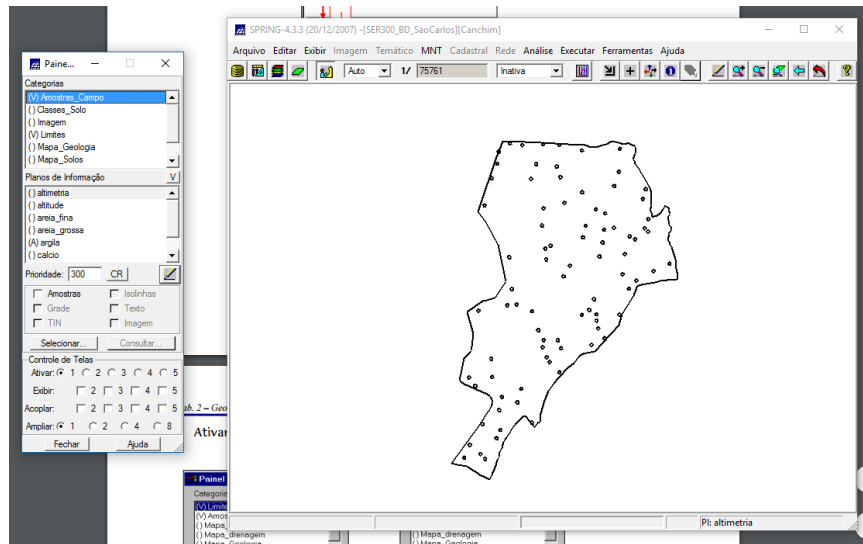 SPRING-4.3.3 (20/12/2007) -[SER300_BD_SaoCarlos][Canchim]
Arquivo Editar Exibir Imagem Temático MNT Cadastral Rede Análise Executar Ferramentas Ajuda
Auto 1/ 75761 Inativa
Paine...
Categorias
(V) Amostras_Campo
() Classes_Solo
() Imagem
(V) Limites
() Mapa_Geologia
() Mapa_Solos
Planos de Informação V
() altimetria
() altitude
() areia_fina
() areia_grossa
(A) argila
() calcio
Prioridade: 300 CR
Amostras Isolinhas
Grade Texto
TIN Imagem
Selecionar... Consultar...
Controle de Telas
Ativar: 1 2 3 4 5
Exibir: 2 3 4 5
Acoplar: 2 3 4 5
Ampliar: 1 2 4 8
Fechar Ajuda
ab. 2 – Geo
Ativar
Painel
Categoria
(V) Limite
(V) Amos
() Mapa_
() Mapa_drenagem () Mapa_drenagem
() Mapa_Geologia () Mapa_Geologia
PI: altimetria